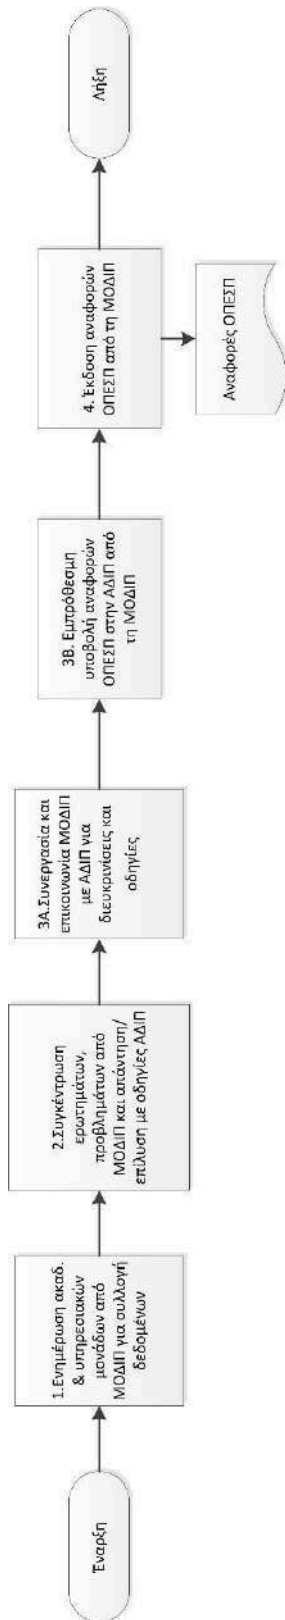 Έναρξη
1.Ενημέρωση ακαδ.
& υπηρεσιακών
μονάδων από
ΜΟΔΙΠ για συλλογή
δεδομένων
2.Συγκέντρωση
ερωτημάτων,
προβλημάτων από
ΜΟΔΙΠ και απάντηση/
επίλυση με οδηγίες ΑΔΙΠ
3Α.Συνεργασία και
επικοινωνία ΜΟΔΙΠ
με ΑΔΙΠ για
διευκρινίσεις και
οδηγίες
3Β. Εμπρόθεσμη
υποβολή αναφορών
ΟΠΕΣΠ στην ΑΔΙΠ από
τη ΜΟΔΙΠ
4. Έκδοση αναφορών
ΟΠΕΣΠ από τη ΜΟΔΙΠ
Αναφορές ΟΠΕΣΠ
Λήξη